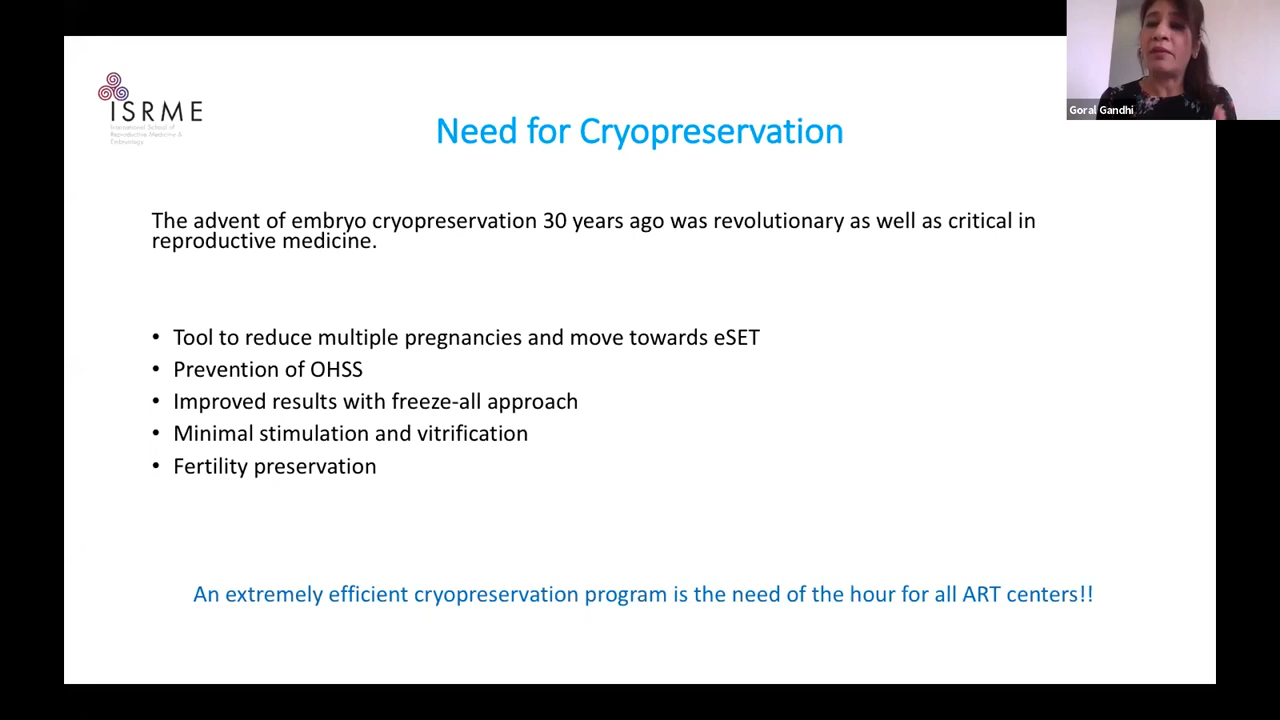 ISRME
International School of
Reproductive Medicine &
Embryology
Goral Gandhi
Need for Cryopreservation
The advent of embryo cryopreservation 30 years ago was revolutionary as well as critical in
reproductive medicine.
• Tool to reduce multiple pregnancies and move towards eSET
• Prevention of OHSS
• Improved results with freeze-all approach
• Minimal stimulation and vitrification
• Fertility preservation
An extremely efficient cryopreservation program is the need of the hour for all ART centers!!